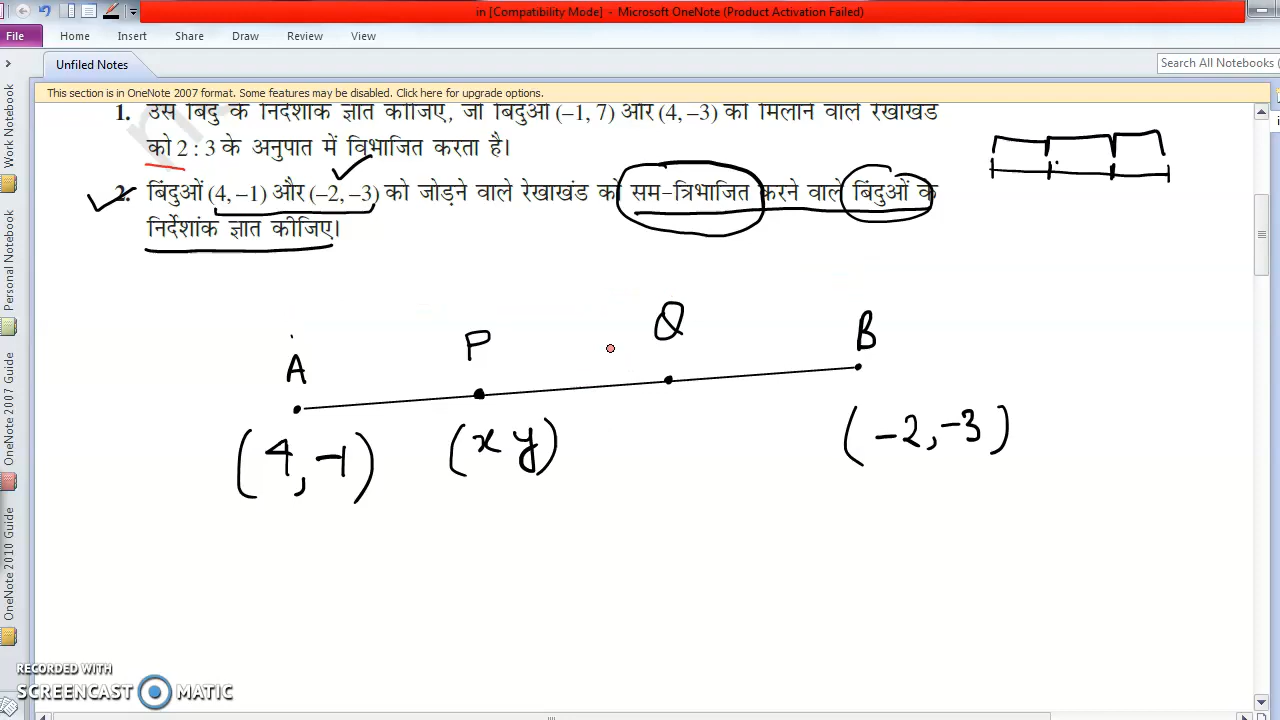 in [Compatibility Mode] - Microsoft OneNote (Product Activation Failed)
File Home Insert Share Draw Review View
Unfiled Notes
Search All Notebooks (
This section is in OneNote 2007 format. Some features may be disabled. Click here for upgrade options.
1. उस बिंदु के निर्देशांक ज्ञात कीजिए, जो बिंदुओं (–1, 7) और (4, –3) को मिलाने वाले रेखाखंड
को 2 : 3 के अनुपात में विभाजित करता है।
2. बिंदुओं (4, –1) और (–2, –3) को जोड़ने वाले रेखाखंड को सम-त्रिभाजित करने वाले बिंदुओं के
निर्देशांक ज्ञात कीजिए।
A P Q B
(4, -1) (x y) (-2, -3)
Work Notebook
Personal Notebook
OneNote 2007 Guide
OneNote 2010 Guide
RECORDED WITH
SCREENCAST MATIC